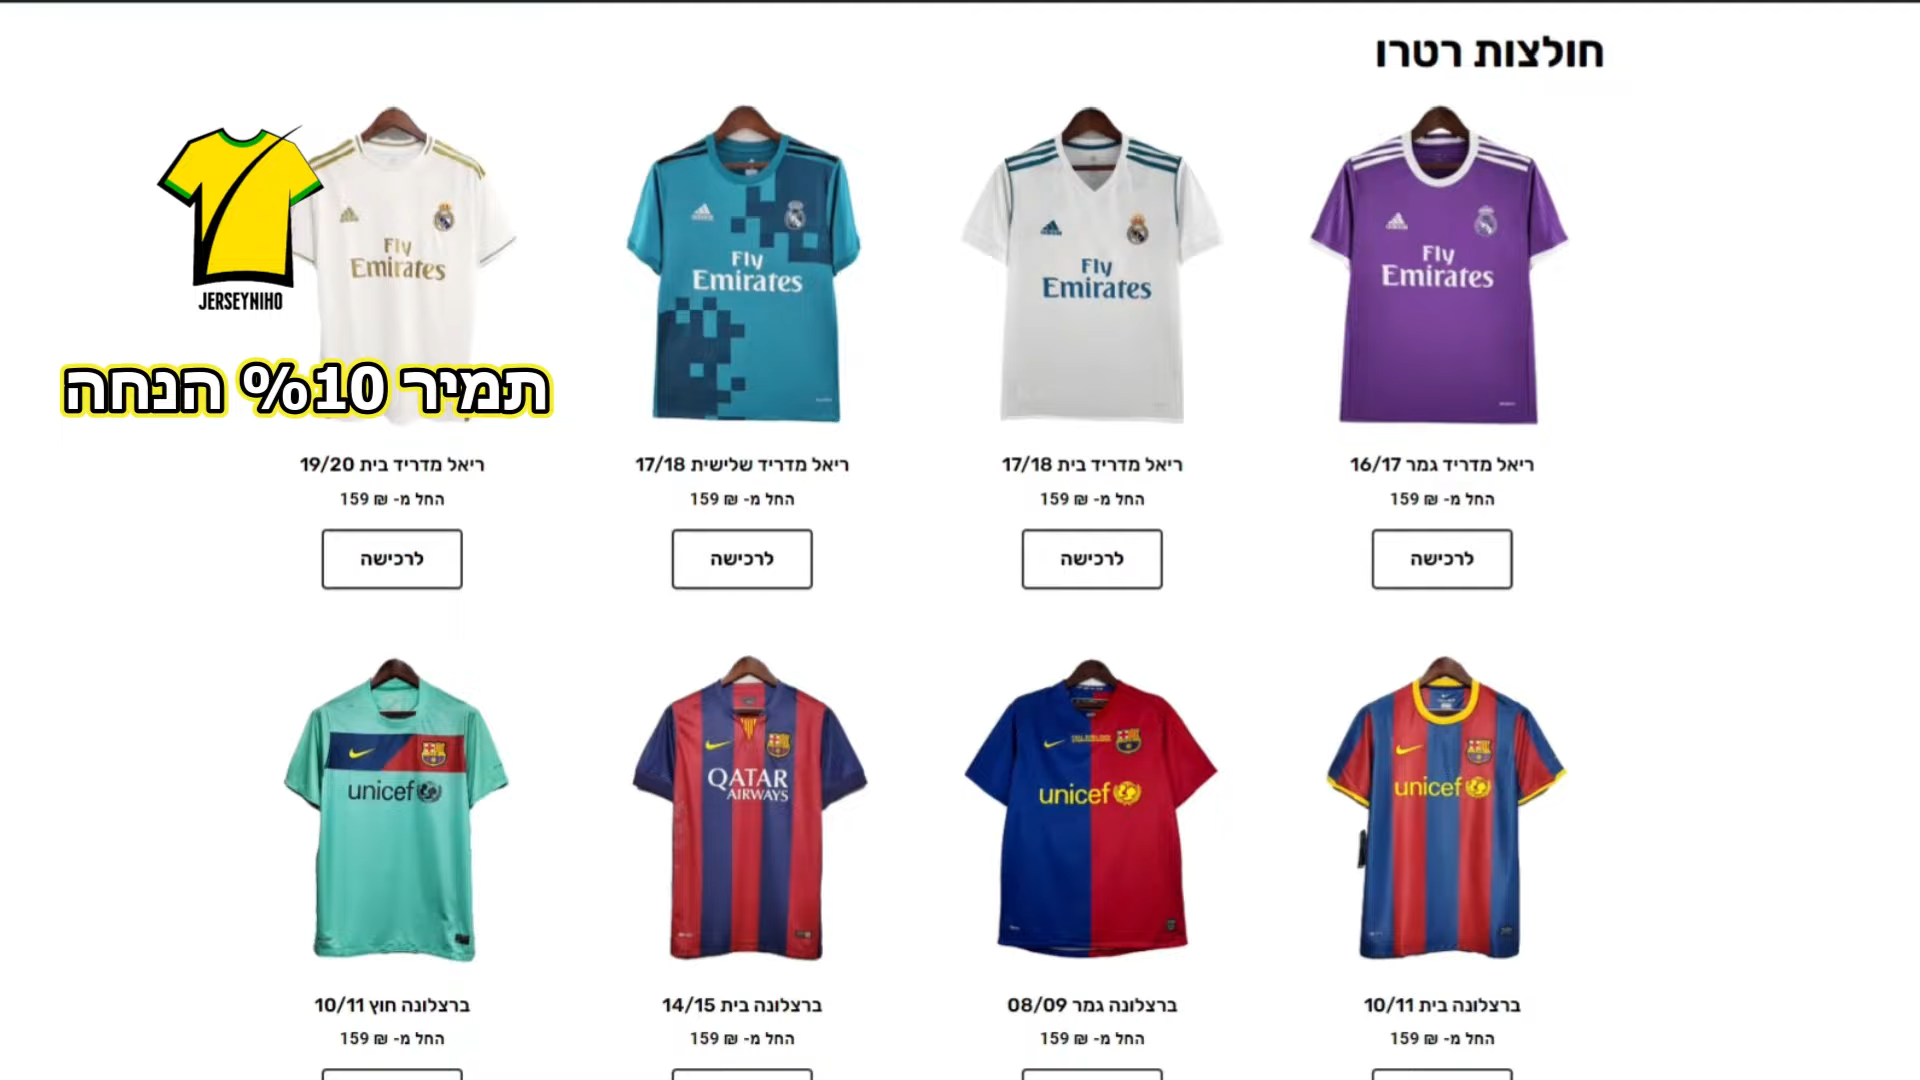 חולצות רטרו
Fly
Emirates
Fly
Emirates
Fly
Emirates
Fly
Emirates
JERSEYNIHO
תמיר 10% הנחה
ריאל מדריד גמר 16/17
ריאל מדריד בית 17/18
ריאל מדריד שלישית 17/18
ריאל מדריד בית 19/20
החל מ- ₪ 159
החל מ- ₪ 159
החל מ- ₪ 159
החל מ- ₪ 159
לרכישה
לרכישה
לרכישה
לרכישה
unicef
unicef
QATAR
AIRWAYS
unicef
ברצלונה בית 10/11
ברצלונה גמר 08/09
ברצלונה בית 14/15
ברצלונה חוץ 10/11
החל מ- ₪ 159
החל מ- ₪ 159
החל מ- ₪ 159
החל מ- ₪ 159